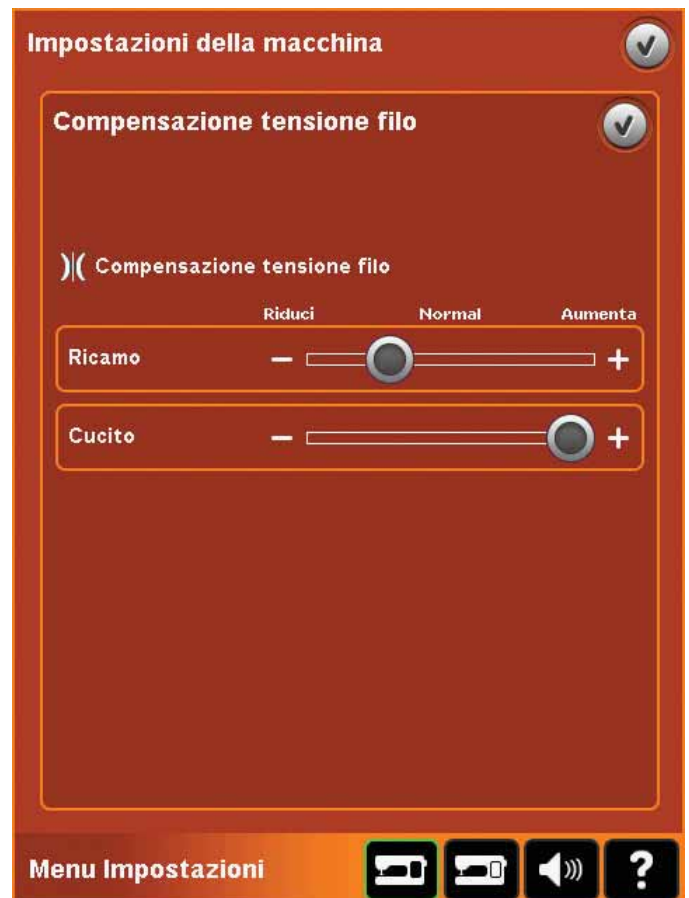 Impostazioni della macchina
Compensazione tensione filo
Compensazione tensione filo
Riduci Normal Aumenta
Ricamo − +
Cucito − +
Menu Impostazioni ?